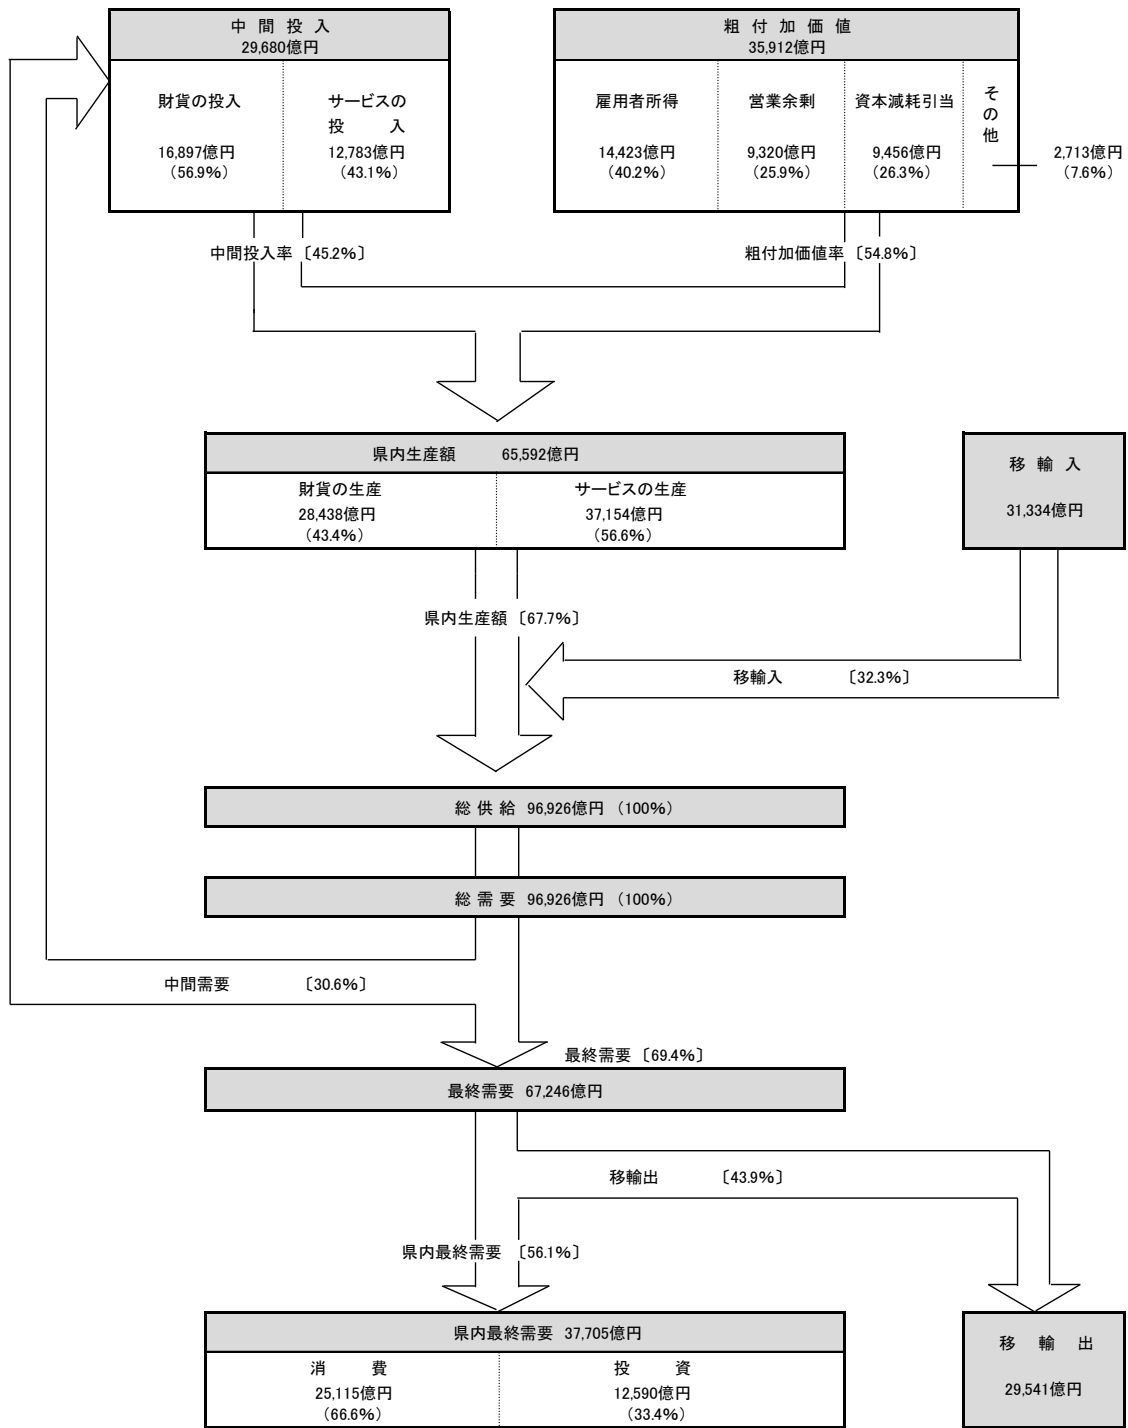 中 間 投 入
29,680億円
財貨の投入
16,897億円
（56.9％）
サービスの
投 入
12,783億円
（43.1％）
粗 付 加 価 値
35,912億円
雇用者所得
14,423億円
（40.2％）
営業余剰
9,320億円
（25.9％）
資本減耗引当
9,456億円
（26.3％）
その他
2,713億円
（7.6％）
中間投入率 〔45.2％〕
粗付加価値率 〔54.8％〕
県内生産額 65,592億円
財貨の生産
28,438億円
（43.4％）
サービスの生産
37,154億円
（56.6％）
移 輸 入
31,334億円
県内生産額 〔67.7％〕
移輸入 〔32.3％〕
総 供 給 96,926億円 （100％）
総 需 要 96,926億円 （100％）
中間需要 〔30.6％〕
最終需要 〔69.4％〕
最終需要 67,246億円
移輸出 〔43.9％〕
県内最終需要 〔56.1％〕
県内最終需要 37,705億円
消 費
25,115億円
（66.6％）
投 資
12,590億円
（33.4％）
移 輸 出
29,541億円